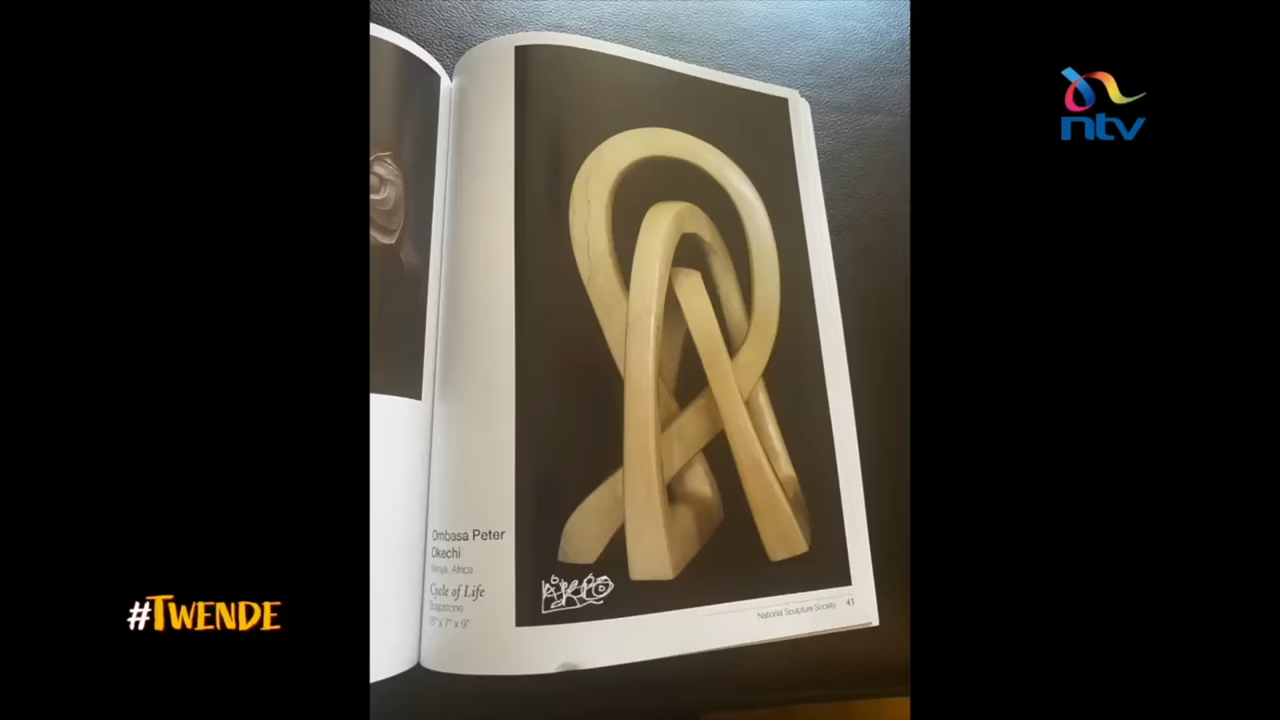 ntv
Ombasa Peter
Okechi
Kenya, Africa
Cycle of Life
Soapstone
National Sculpture Society 43
#TWENDE